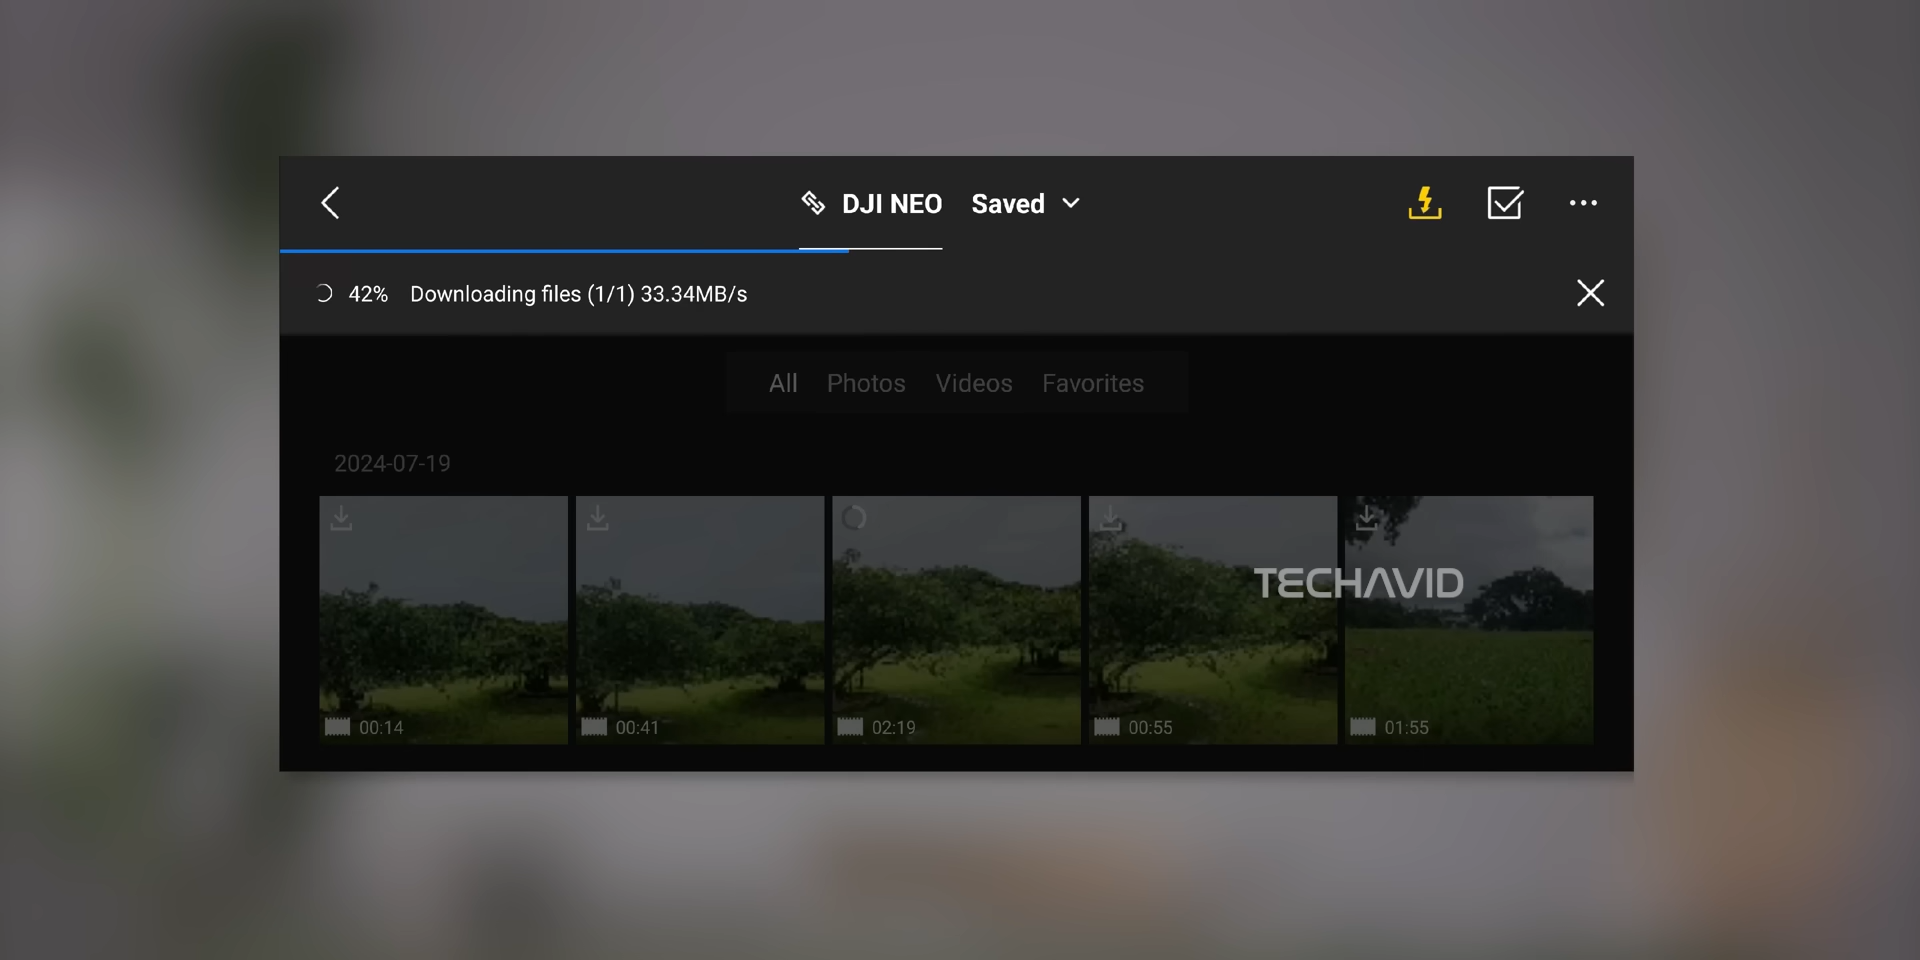 DJI NEO Saved
42% Downloading files (1/1) 33.34MB/s
All Photos Videos Favorites
2024-07-19
TECHAVID
00:14 00:41 02:19 00:55 01:55